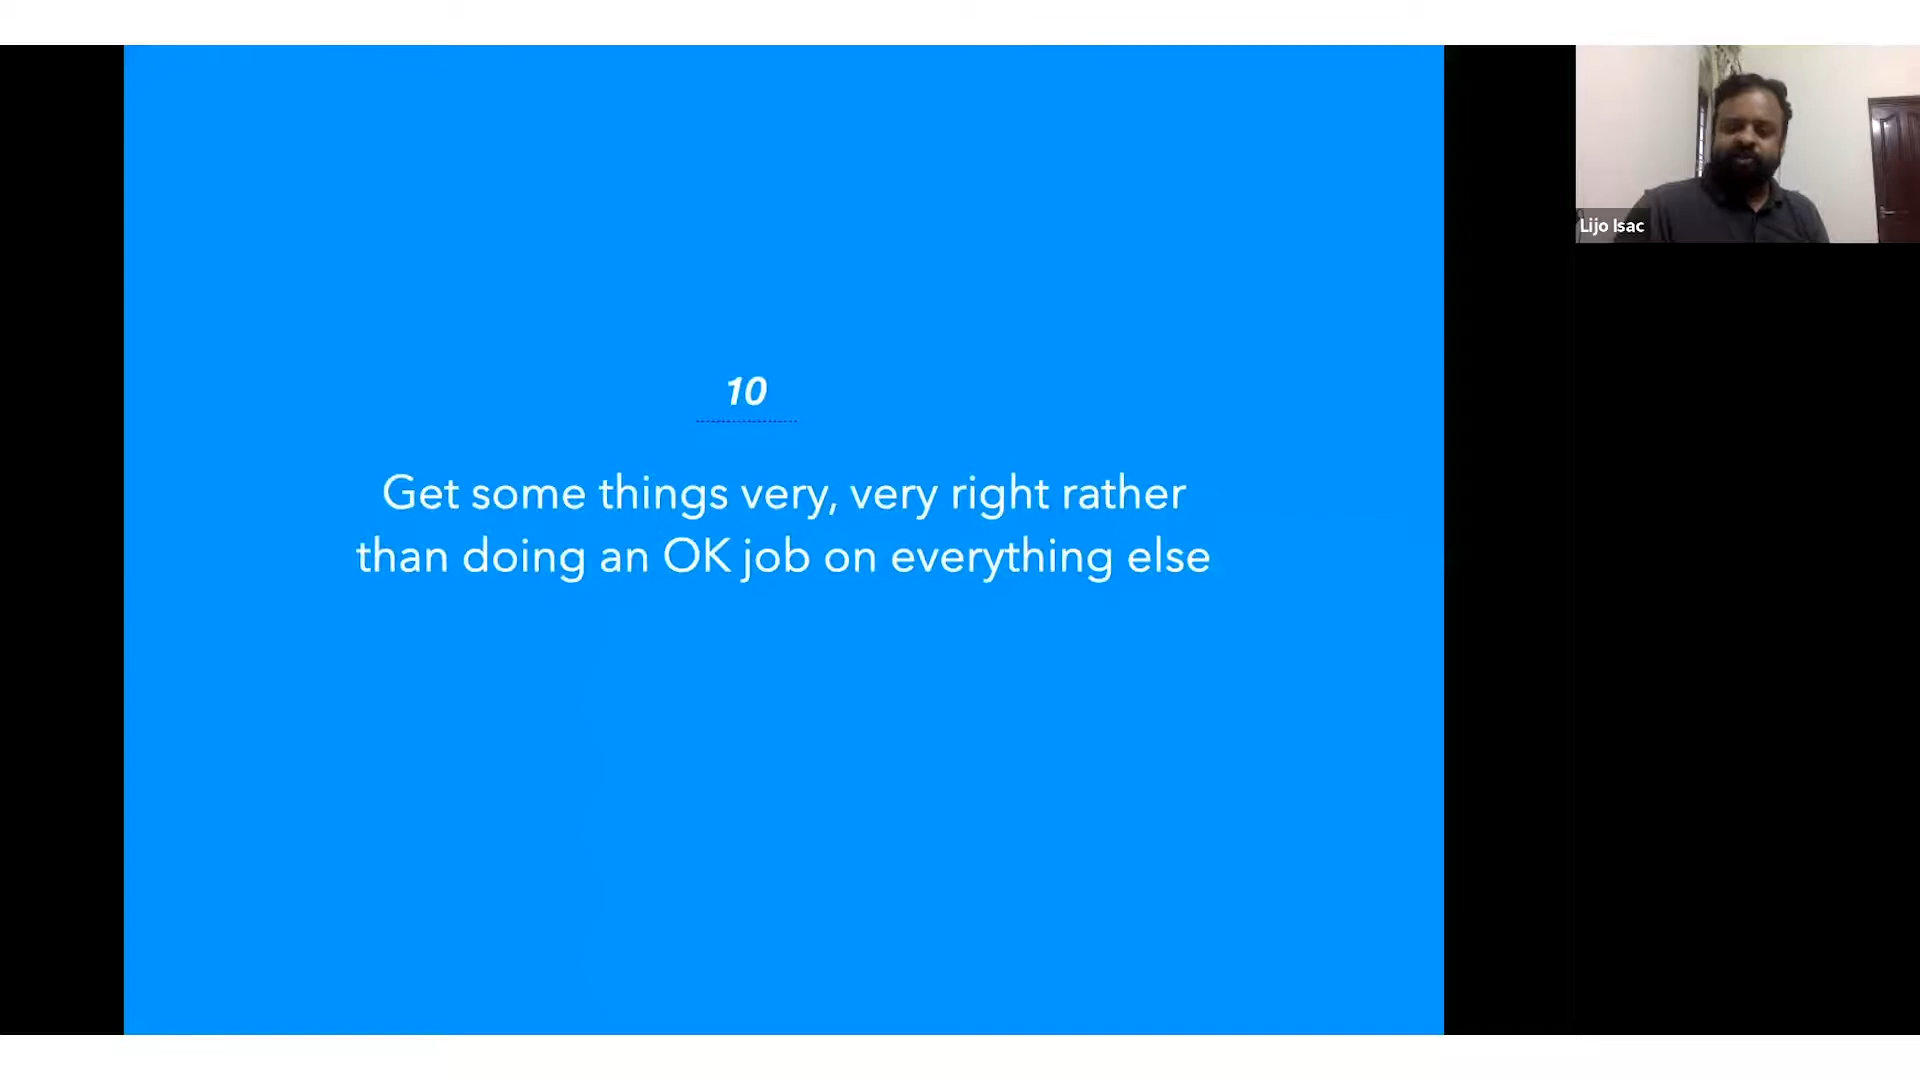 10
Get some things very, very right rather
than doing an OK job on everything else
Lijo Isac